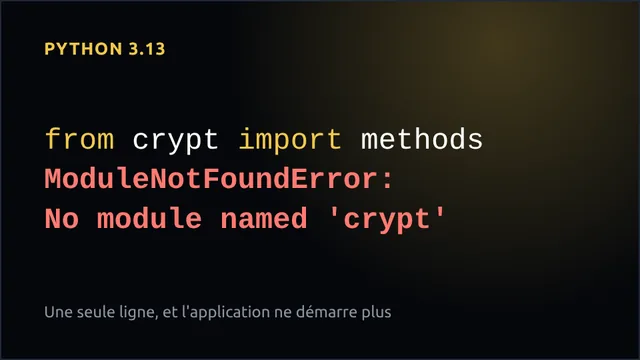 PYTHON 3.13
from crypt import methods
ModuleNotFoundError:
No module named 'crypt'
Une seule ligne, et l'application ne démarre plus